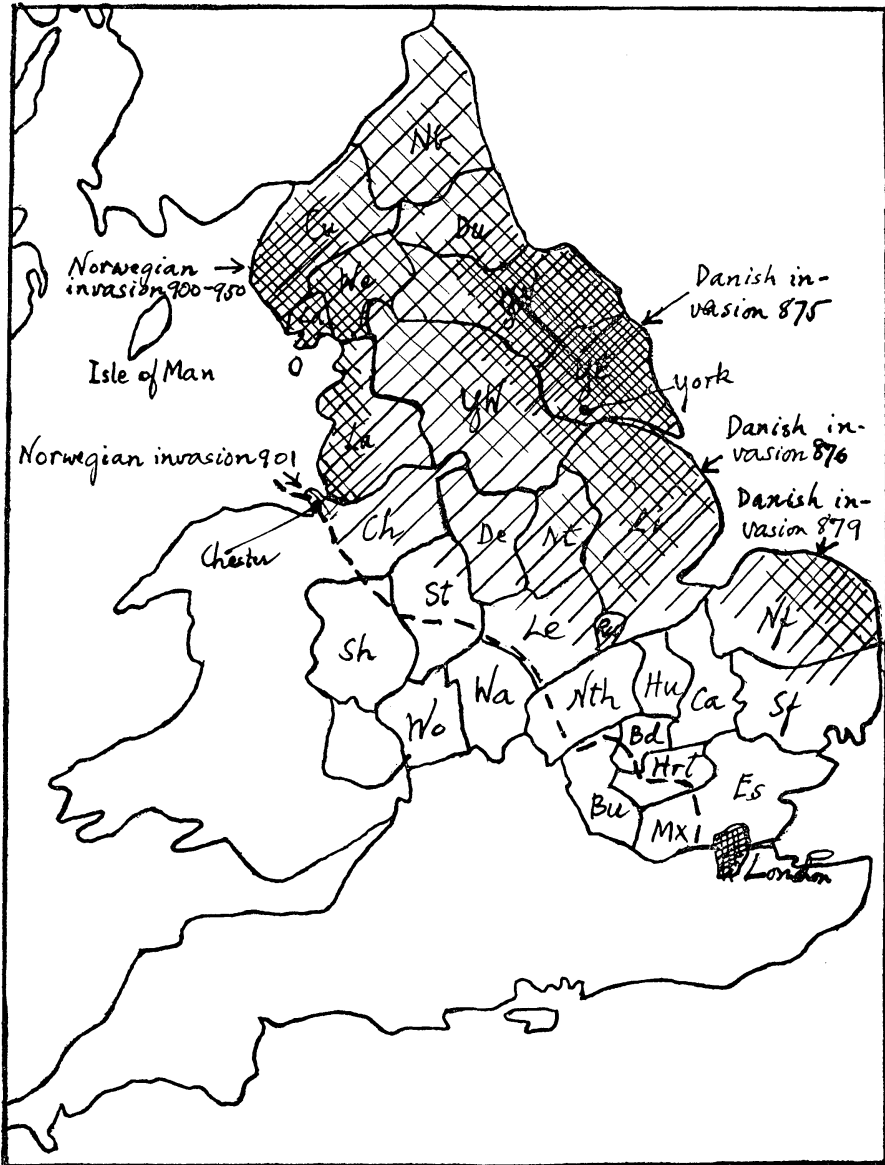 Nb
Cu
Du
Norwegian
invasion 900-950
We
La
Danish in-
vasion 875
Isle of Man
YE
York
YW
La
Danish in-
vasion 876
Norwegian invasion 901
Danish in-
vasion 879
Chester
Ch
De
Nt
Li
St
Le
Ru
Nf
Sh
Wa
Nth
Hu
Ca
Sf
Wo
Bd
Hrt
Es
Bu
Mx
London